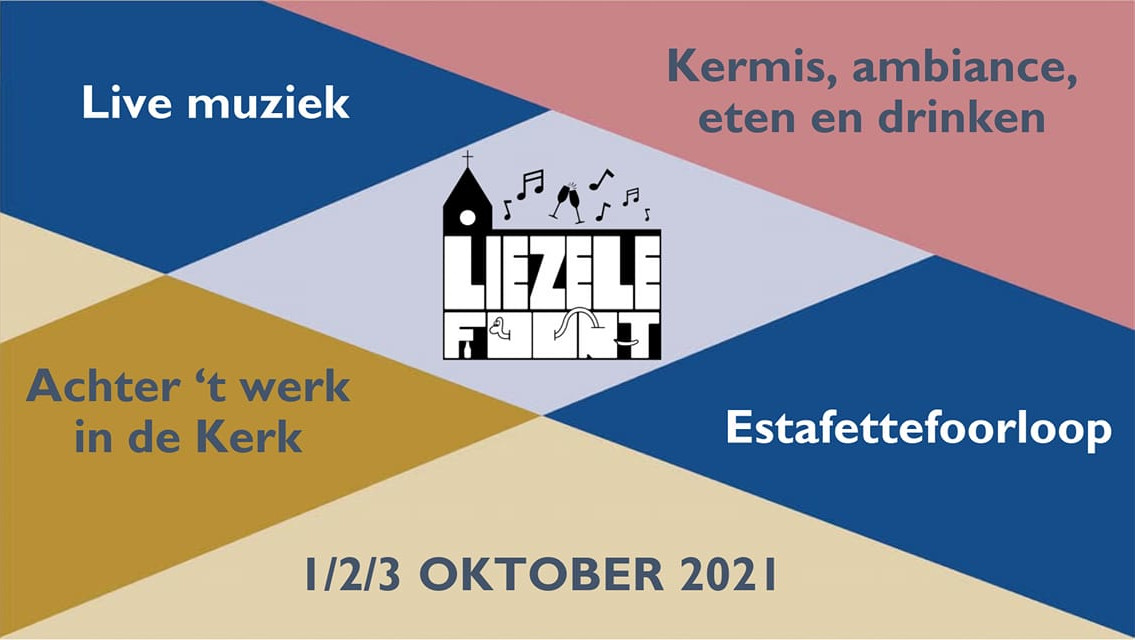 Live muziek
Kermis, ambiance,
eten en drinken
LIEZELE
FOONT
Achter ‘t werk
in de Kerk
Estafettefoorloop
1/2/3 OKTOBER 2021